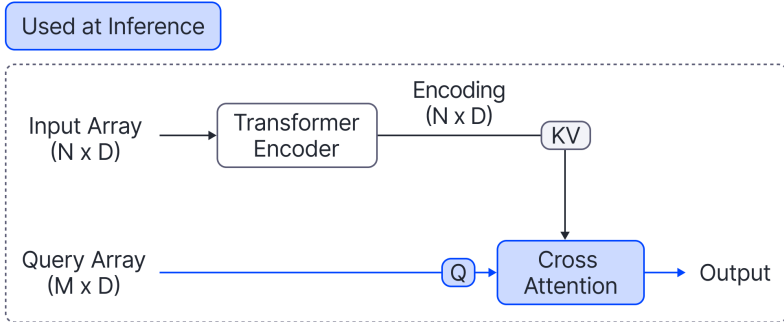 Used at Inference
Encoding
(N x D)
Input Array
(N x D)
Transformer
Encoder
KV
Query Array
(M x D)
Q
Cross
Attention
Output